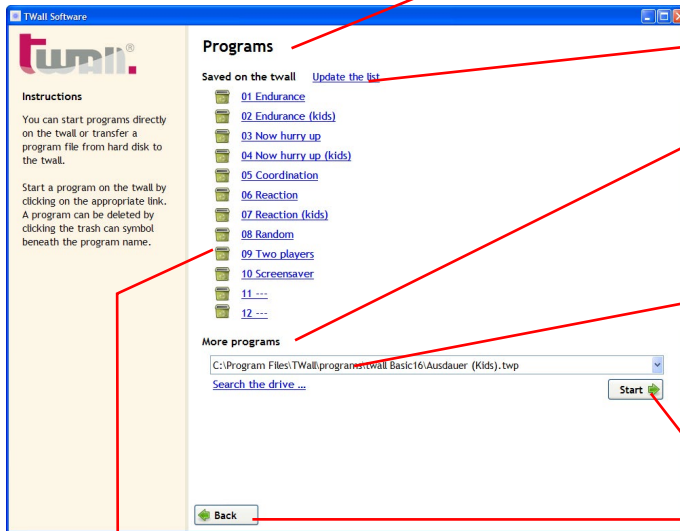 TWall Software
twall®
Instructions
You can start programs directly
on the twall or transfer a
program file from hard disk to
the twall.
Start a program on the twall by
clicking on the appropriate link.
A program can be deleted by
clicking the trash can symbol
beneath the program name.
Programs
Saved on the twall Update the list
01 Endurance
02 Endurance (kids)
03 Now hurry up
04 Now hurry up (kids)
05 Coordination
06 Reaction
07 Reaction (kids)
08 Random
09 Two players
10 Screensaver
11 ---
12 ---
More programs
C:\Program Files\TWall\programs\twall Basic16\Ausdauer (Kids).twp
Search the drive ...
Start
Back